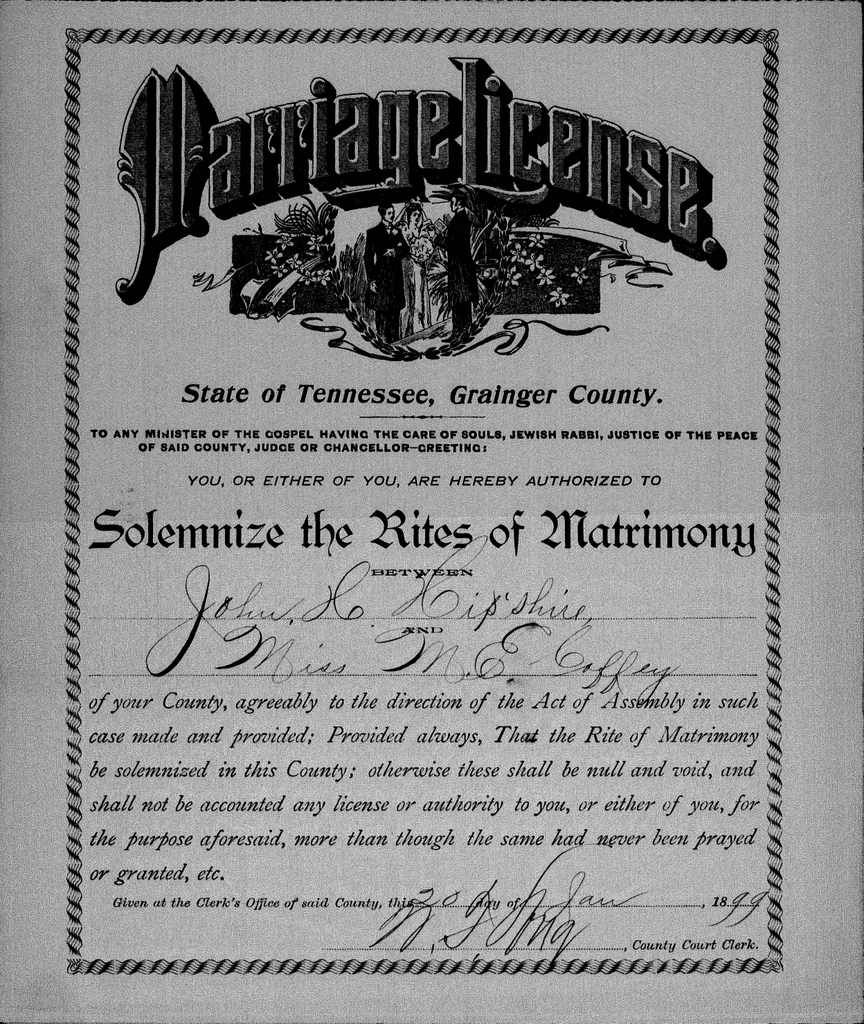 Marriage License.
State of Tennessee, Grainger County.
TO ANY MINISTER OF THE GOSPEL HAVING THE CARE OF SOULS, JEWISH RABBI, JUSTICE OF THE PEACE
OF SAID COUNTY, JUDGE OR CHANCELLOR—GREETING:
YOU, OR EITHER OF YOU, ARE HEREBY AUTHORIZED TO
Solemnize the Rites of Matrimony
BETWEEN
John, H. Hipshire,
AND
Miss M.E. Coffey
of your County, agreeably to the direction of the Act of Assembly in such
case made and provided; Provided always, That the Rite of Matrimony
be solemnized in this County; otherwise these shall be null and void, and
shall not be accounted any license or authority to you, or either of you, for
the purpose aforesaid, more than though the same had never been prayed
or granted, etc.
Given at the Clerk's Office of said County, this 20 day of Jan, 1899
, County Court Clerk.